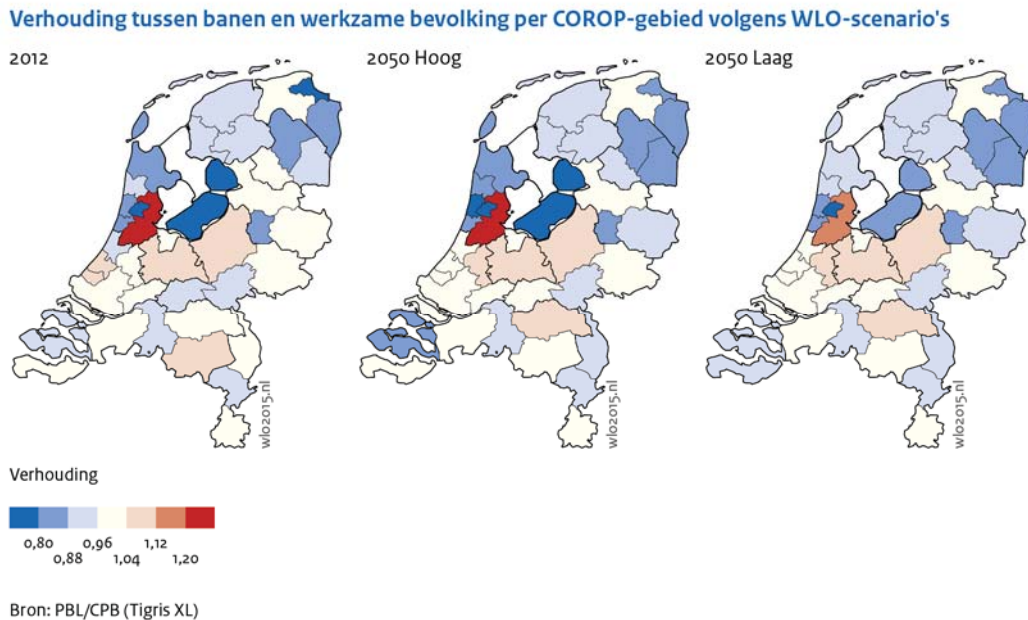 Verhouding tussen banen en werkzame bevolking per COROP-gebied volgens WLO-scenario's
2012
2050 Hoog
2050 Laag
wlo2015.nl
wlo2015.nl
wlo2015.nl
Verhouding
0,80 0,96 1,12
0,88 1,04 1,20
Bron: PBL/CPB (Tigris XL)